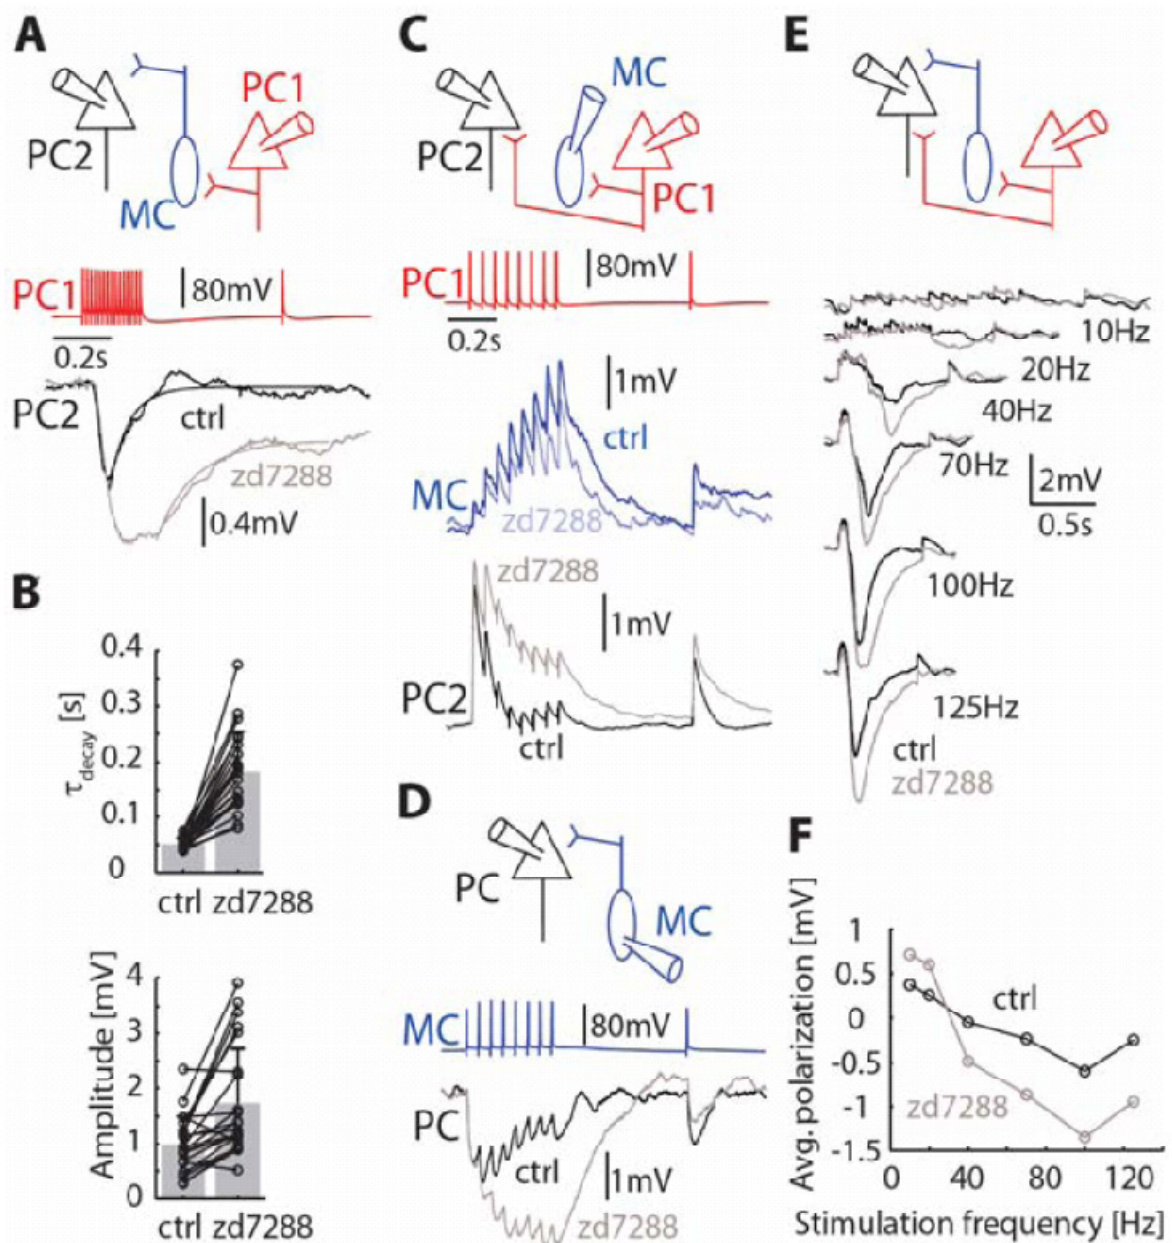 A
PC1
PC2
MC
PC1
80mV
0.2s
PC2
ctrl
zd7288
0.4mV
B
τdecay [s]
0.4
0.3
0.2
0.1
0
ctrl zd7288
Amplitude [mV]
4
3
2
1
0
ctrl zd7288
C
MC
PC2
PC1
PC1
80mV
0.2s
1mV
ctrl
MC
zd7288
zd7288
1mV
PC2
ctrl
D
PC
MC
MC
80mV
PC
ctrl
1mV
zd7288
E
10Hz
20Hz
40Hz
70Hz
2mV
0.5s
100Hz
125Hz
ctrl
zd7288
F
Avg. polarization [mV]
1
0.5
0
-0.5
-1
-1.5
ctrl
zd7288
0 40 80 120
Stimulation frequency [Hz]